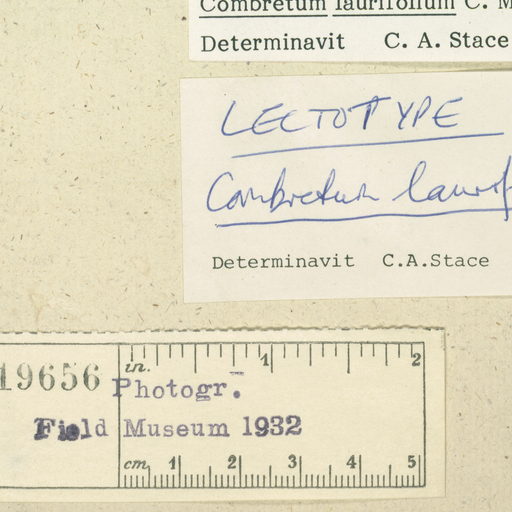 Combretum laurifolium C. M
Determinavit C. A. Stace
LECTOTYPE
Combretum laurif
Determinavit C.A.Stace
19656 Photogr.
Field Museum 1932
in. 1 2
cm 1 2 3 4 5